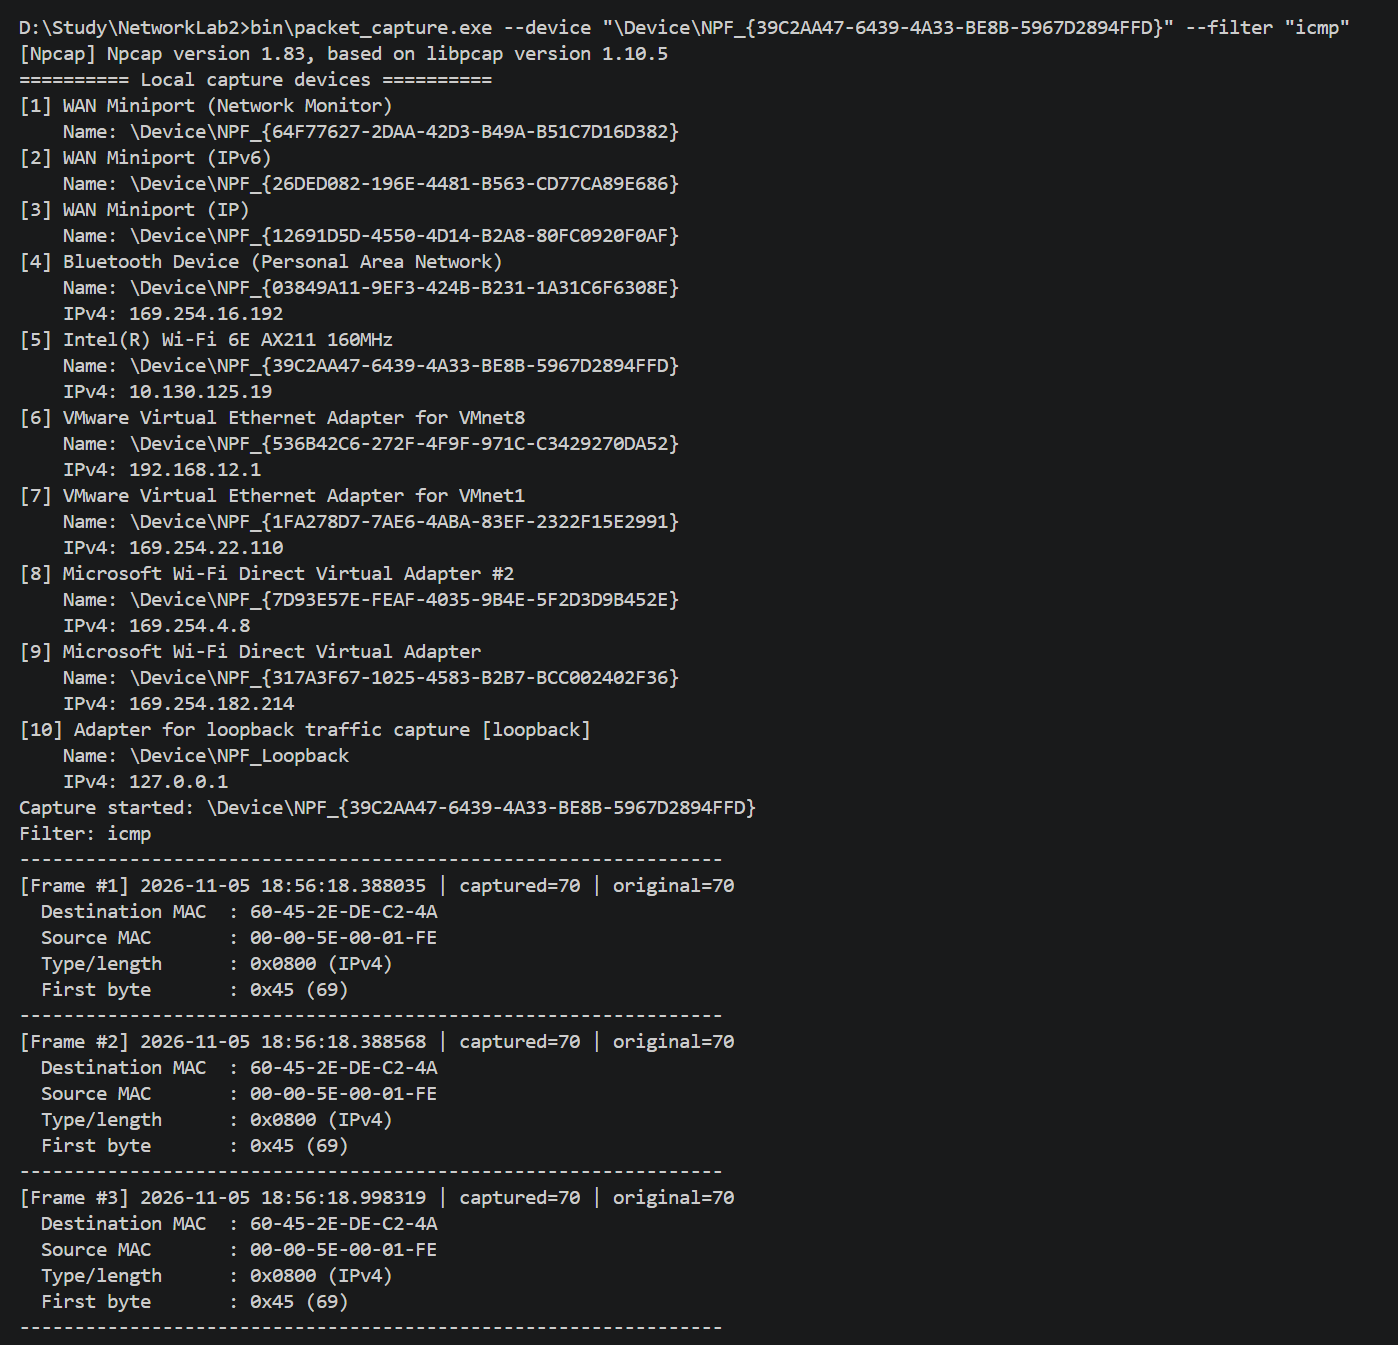 D:\Study\NetworkLab2>bin\packet_capture.exe --device "\Device\NPF_{39C2AA47-6439-4A33-BE8B-5967D2894FFD}" --filter "icmp"
[Npcap] Npcap version 1.83, based on libpcap version 1.10.5
========== Local capture devices ==========
[1] WAN Miniport (Network Monitor)
    Name: \Device\NPF_{64F77627-2DAA-42D3-B49A-B51C7D16D382}
[2] WAN Miniport (IPv6)
    Name: \Device\NPF_{26DED082-196E-4481-B563-CD77CA89E686}
[3] WAN Miniport (IP)
    Name: \Device\NPF_{12691D5D-4550-4D14-B2A8-80FC0920F0AF}
[4] Bluetooth Device (Personal Area Network)
    Name: \Device\NPF_{03849A11-9EF3-424B-B231-1A31C6F6308E}
    IPv4: 169.254.16.192
[5] Intel(R) Wi-Fi 6E AX211 160MHz
    Name: \Device\NPF_{39C2AA47-6439-4A33-BE8B-5967D2894FFD}
    IPv4: 10.130.125.19
[6] VMware Virtual Ethernet Adapter for VMnet8
    Name: \Device\NPF_{536B42C6-272F-4F9F-971C-C3429270DA52}
    IPv4: 192.168.12.1
[7] VMware Virtual Ethernet Adapter for VMnet1
    Name: \Device\NPF_{1FA278D7-7AE6-4ABA-83EF-2322F15E2991}
    IPv4: 169.254.22.110
[8] Microsoft Wi-Fi Direct Virtual Adapter #2
    Name: \Device\NPF_{7D93E57E-FEAF-4035-9B4E-5F2D3D9B452E}
    IPv4: 169.254.4.8
[9] Microsoft Wi-Fi Direct Virtual Adapter
    Name: \Device\NPF_{317A3F67-1025-4583-B2B7-BCC002402F36}
    IPv4: 169.254.182.214
[10] Adapter for loopback traffic capture [loopback]
    Name: \Device\NPF_Loopback
    IPv4: 127.0.0.1
Capture started: \Device\NPF_{39C2AA47-6439-4A33-BE8B-5967D2894FFD}
Filter: icmp
----------------------------------------------------------------
[Frame #1] 2026-11-05 18:56:18.388035 | captured=70 | original=70
  Destination MAC  : 60-45-2E-DE-C2-4A
  Source MAC       : 00-00-5E-00-01-FE
  Type/length      : 0x0800 (IPv4)
  First byte       : 0x45 (69)
----------------------------------------------------------------
[Frame #2] 2026-11-05 18:56:18.388568 | captured=70 | original=70
  Destination MAC  : 60-45-2E-DE-C2-4A
  Source MAC       : 00-00-5E-00-01-FE
  Type/length      : 0x0800 (IPv4)
  First byte       : 0x45 (69)
----------------------------------------------------------------
[Frame #3] 2026-11-05 18:56:18.998319 | captured=70 | original=70
  Destination MAC  : 60-45-2E-DE-C2-4A
  Source MAC       : 00-00-5E-00-01-FE
  Type/length      : 0x0800 (IPv4)
  First byte       : 0x45 (69)
----------------------------------------------------------------